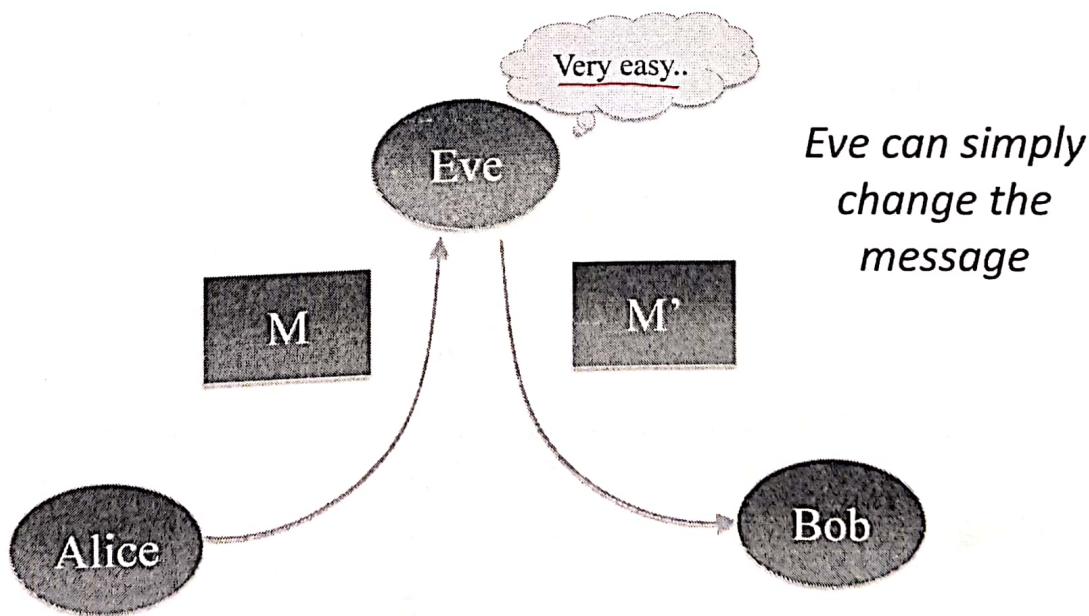 Very easy..
Eve
Eve can simply
change the
message
M
M'
Alice
Bob